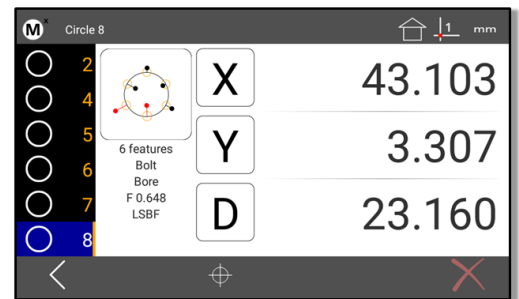 M x Circle 8 1 mm
2
4
5
6
7
8
6 features
Bolt
Bore
F 0.648
LSBF
X 43.103
Y 3.307
D 23.160